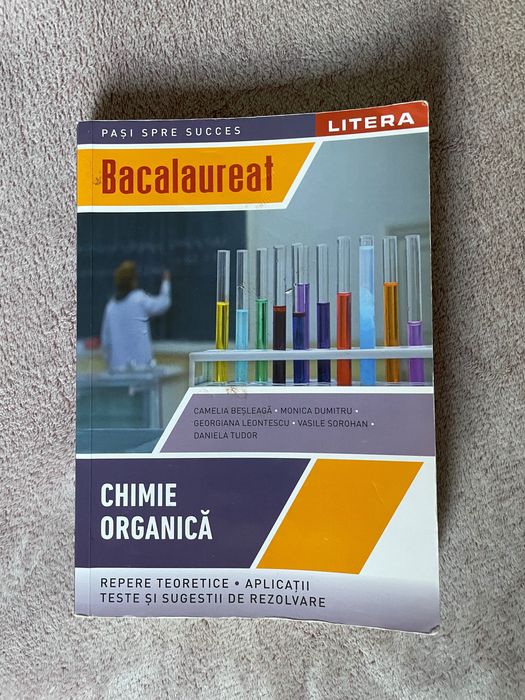 PAȘI SPRE SUCCES
LITERA
Bacalaureat
CAMELIA BEȘLEAGĂ • MONICA DUMITRU •
GEORGIANA LEONTESCU • VASILE SOROHAN •
DANIELA TUDOR
CHIMIE
ORGANICĂ
REPERE TEORETICE • APLICAȚII
TESTE ȘI SUGESTII DE REZOLVARE